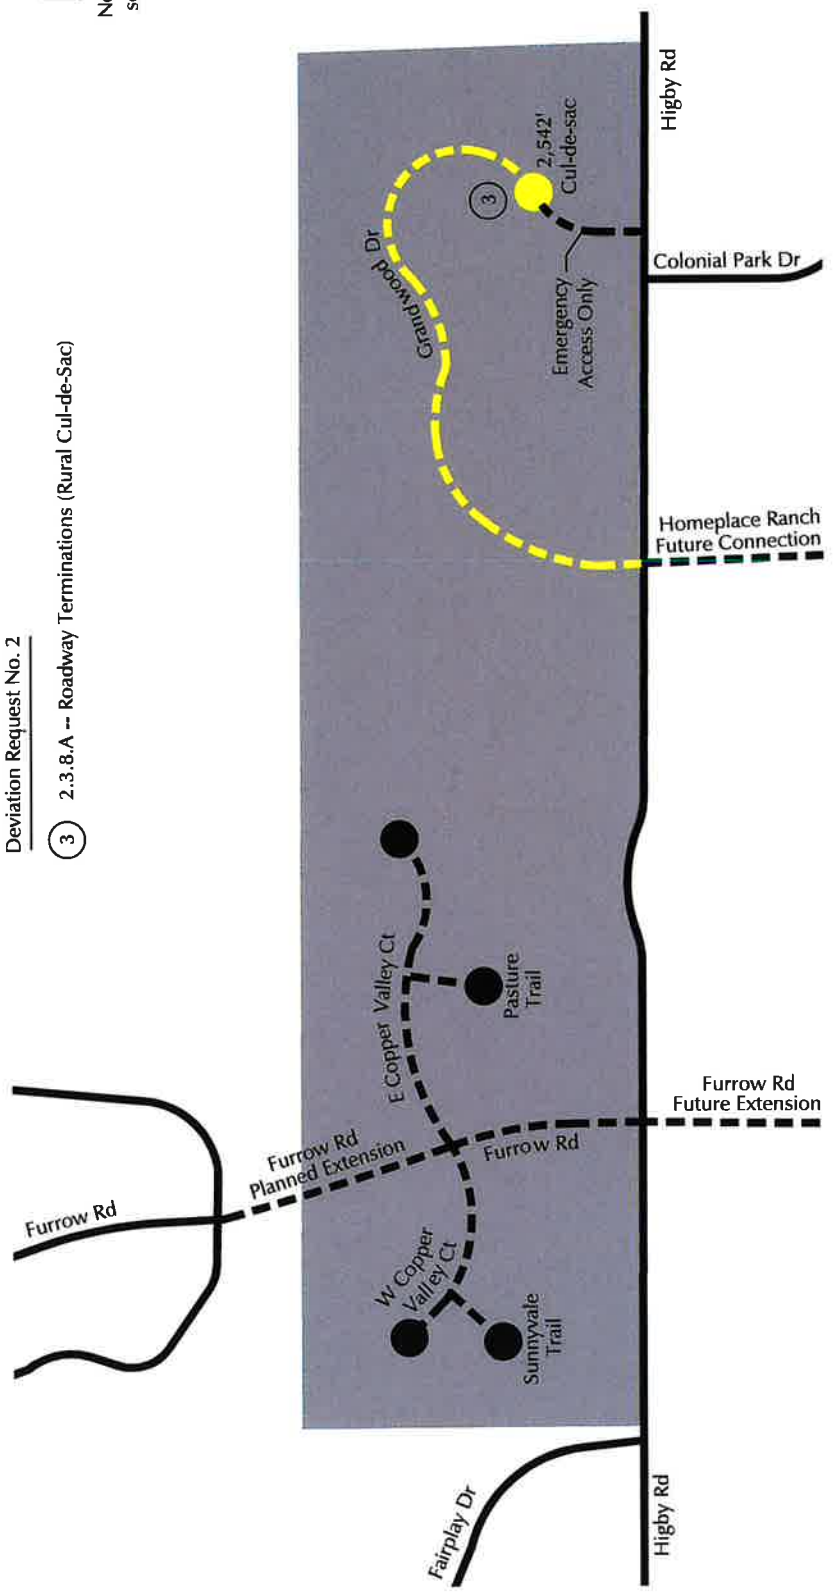 Deviation Request No. 2
3 2.3.8.A -- Roadway Terminations (Rural Cul-de-Sac)
Furrow Rd
Furrow Rd
Planned Extension
Furrow Rd
W Copper
Valley Ct
Sunnyvale
Trail
E Copper Valley Ct
Pasture
Trail
Grandwood Dr
3
2,542'
Cul-de-sac
Emergency
Access Only
Fairplay Dr
Higby Rd
Furrow Rd
Future Extension
Homeplace Ranch
Future Connection
Colonial Park Dr
Higby Rd